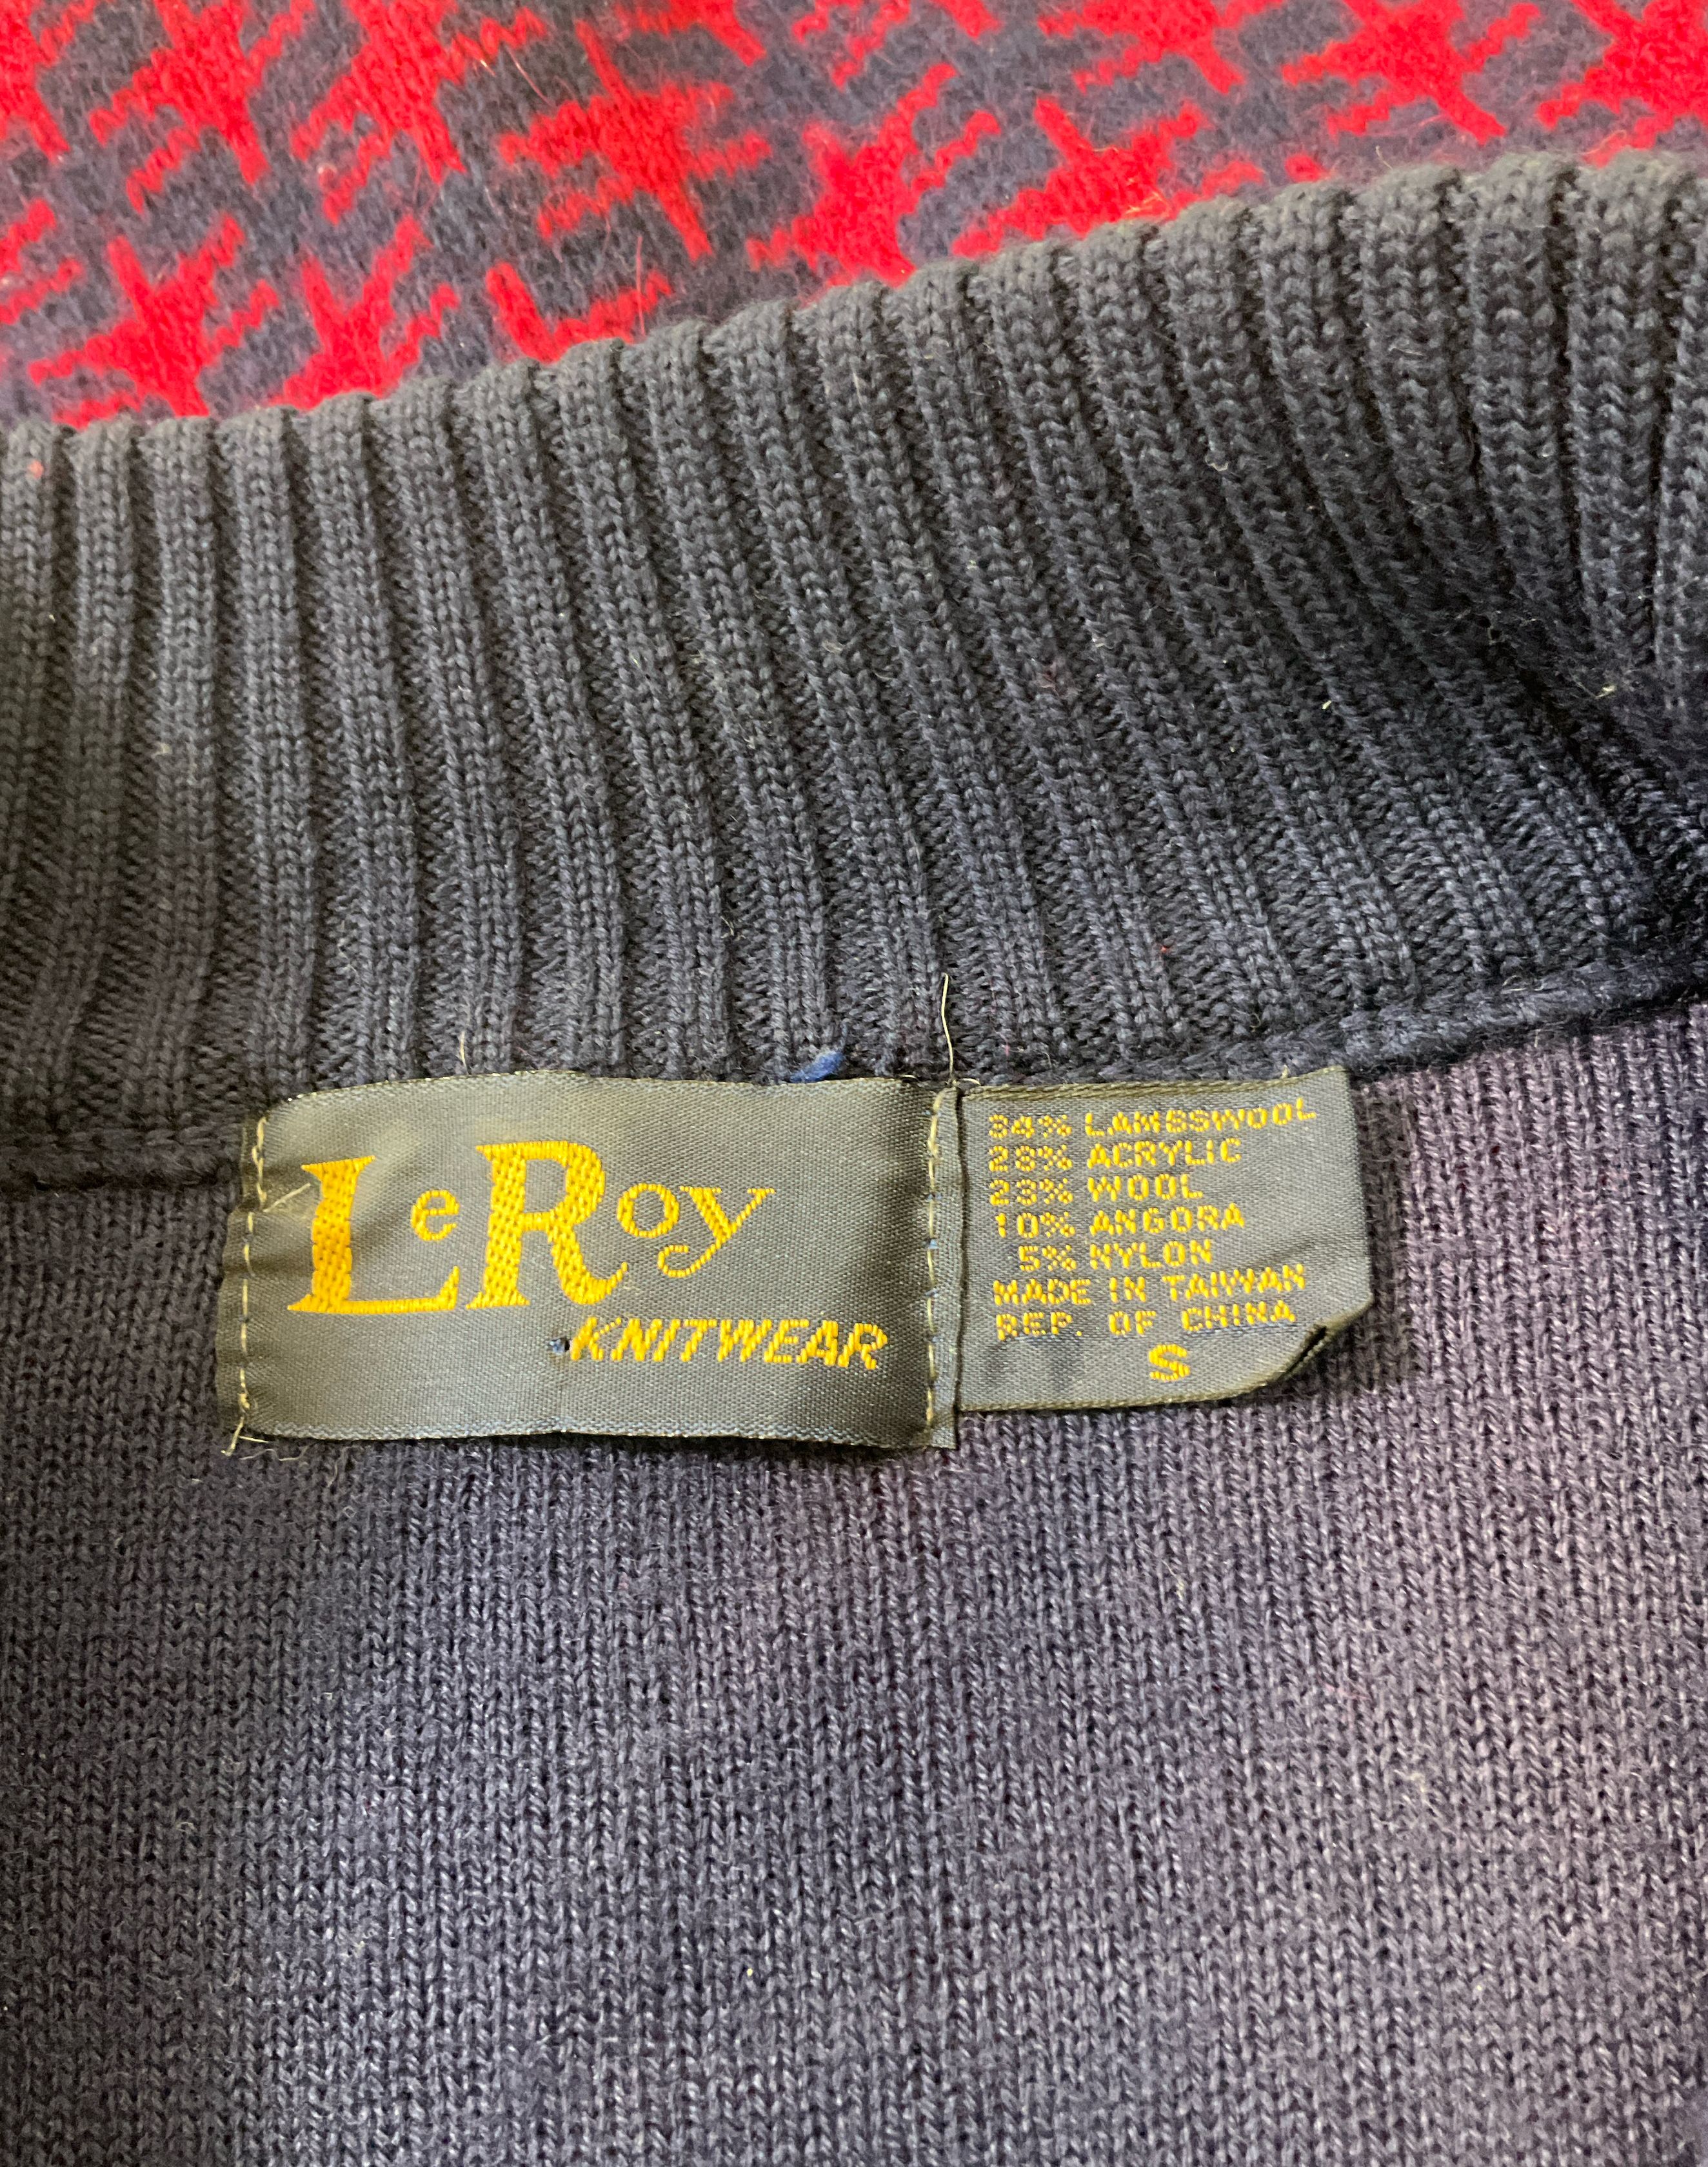 LeRoy
KNITWEAR
34% LAMBSWOOL
28% ACRYLIC
23% WOOL
10% ANGORA
5% NYLON
MADE IN TAIWAN
REP. OF CHINA
S